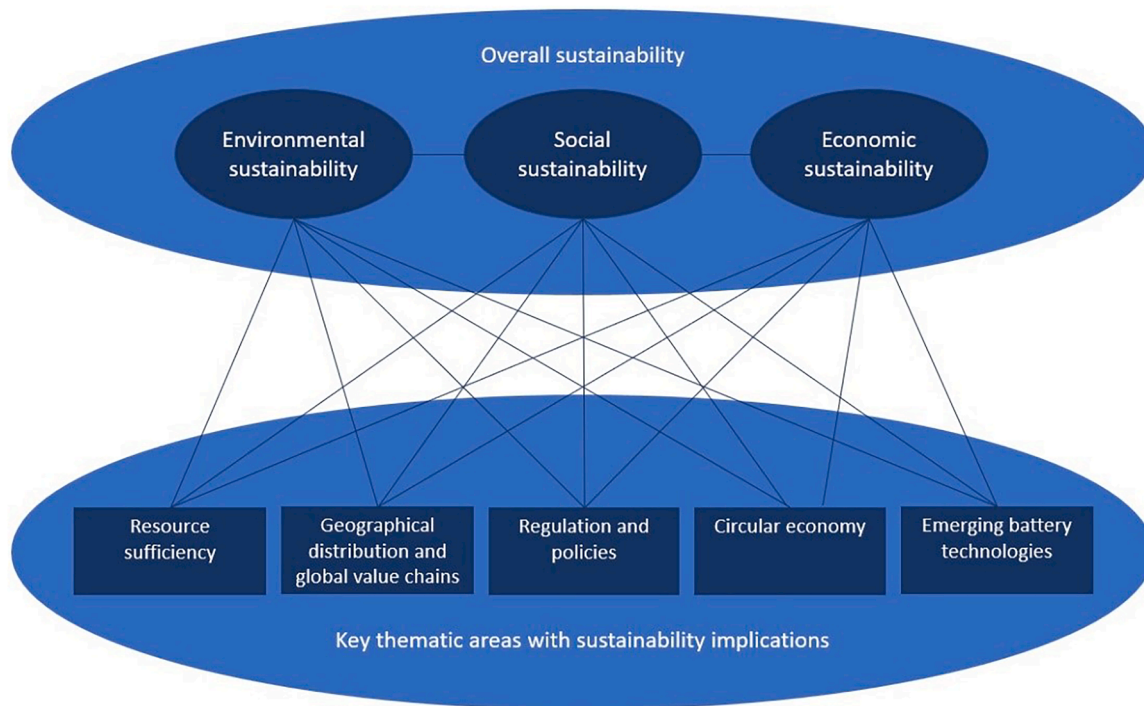 Overall sustainability
Environmental
sustainability
Social
sustainability
Economic
sustainability
Resource
sufficiency
Geographical
distribution and
global value chains
Regulation and
policies
Circular economy
Emerging battery
technologies
Key thematic areas with sustainability implications